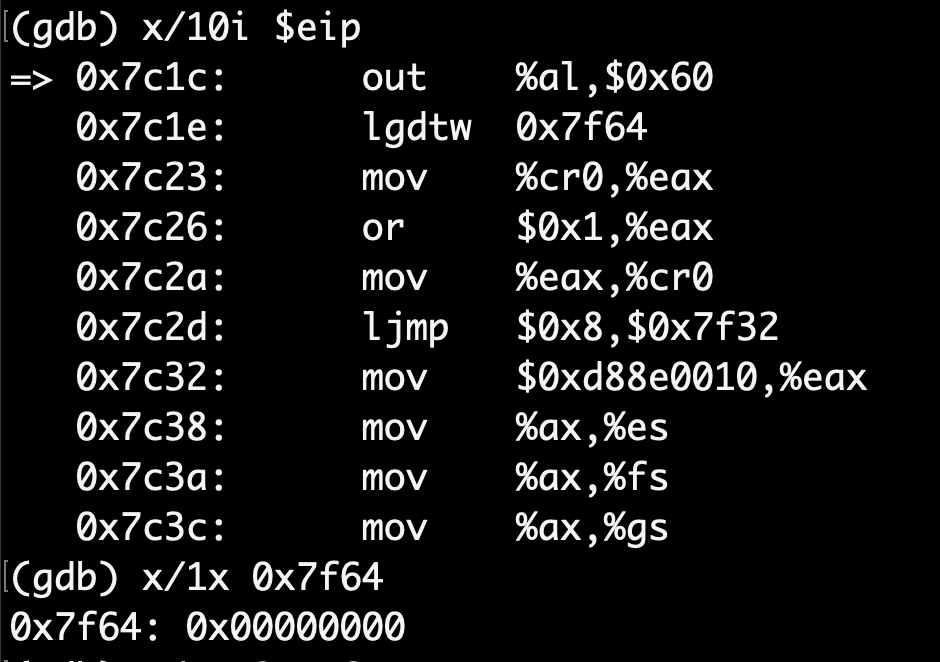 (gdb) x/10i $eip
=> 0x7c1c: out %al,$0x60
0x7c1e: lgdtw 0x7f64
0x7c23: mov %cr0,%eax
0x7c26: or $0x1,%eax
0x7c2a: mov %eax,%cr0
0x7c2d: ljmp $0x8,$0x7f32
0x7c32: mov $0xd88e0010,%eax
0x7c38: mov %ax,%es
0x7c3a: mov %ax,%fs
0x7c3c: mov %ax,%gs
(gdb) x/1x 0x7f64
0x7f64: 0x00000000